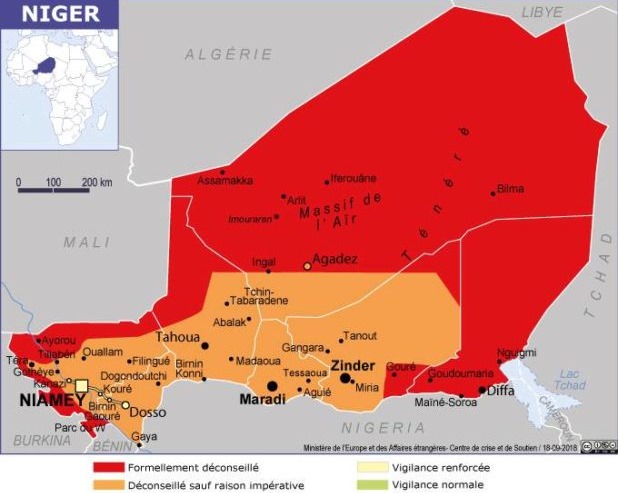 NIGER
LIBYE
ALGÉRIE
Assamakka
Iferouâne
Arlit
Bilma
0 100 200 km
Imouraren
Massif de
l' Aïr
Ténéré
MALI
TCHAD
Ingal
Agadez
Tchin-
Tabaradene
Abalak
Ayorou
Tahoua
Tanout
Téra
Tillabéri
Ouallam
Filingué
Birnin
Konni
Madaoua
Gangara
Zinder
Gouré
Nguigmi
Gothèye
Kanazi
Kouré
Dogondoutchi
Tessaoua
Miria
Goudoumaria
Lac
Tchad
NIAMEY
Birnin
Gaouré
Dosso
Maradi
Aguié
Maïné-Soroa
Diffa
Parc du W
Gaya
NIGERIA
CAMEROUN
BURKINA
BÉNIN
Ministère de l'Europe et des Affaires étrangères- Centre de crise et de Soutien / 18-09-2018
Formellement déconseillé
Vigilance renforcée
Déconseillé sauf raison impérative
Vigilance normale